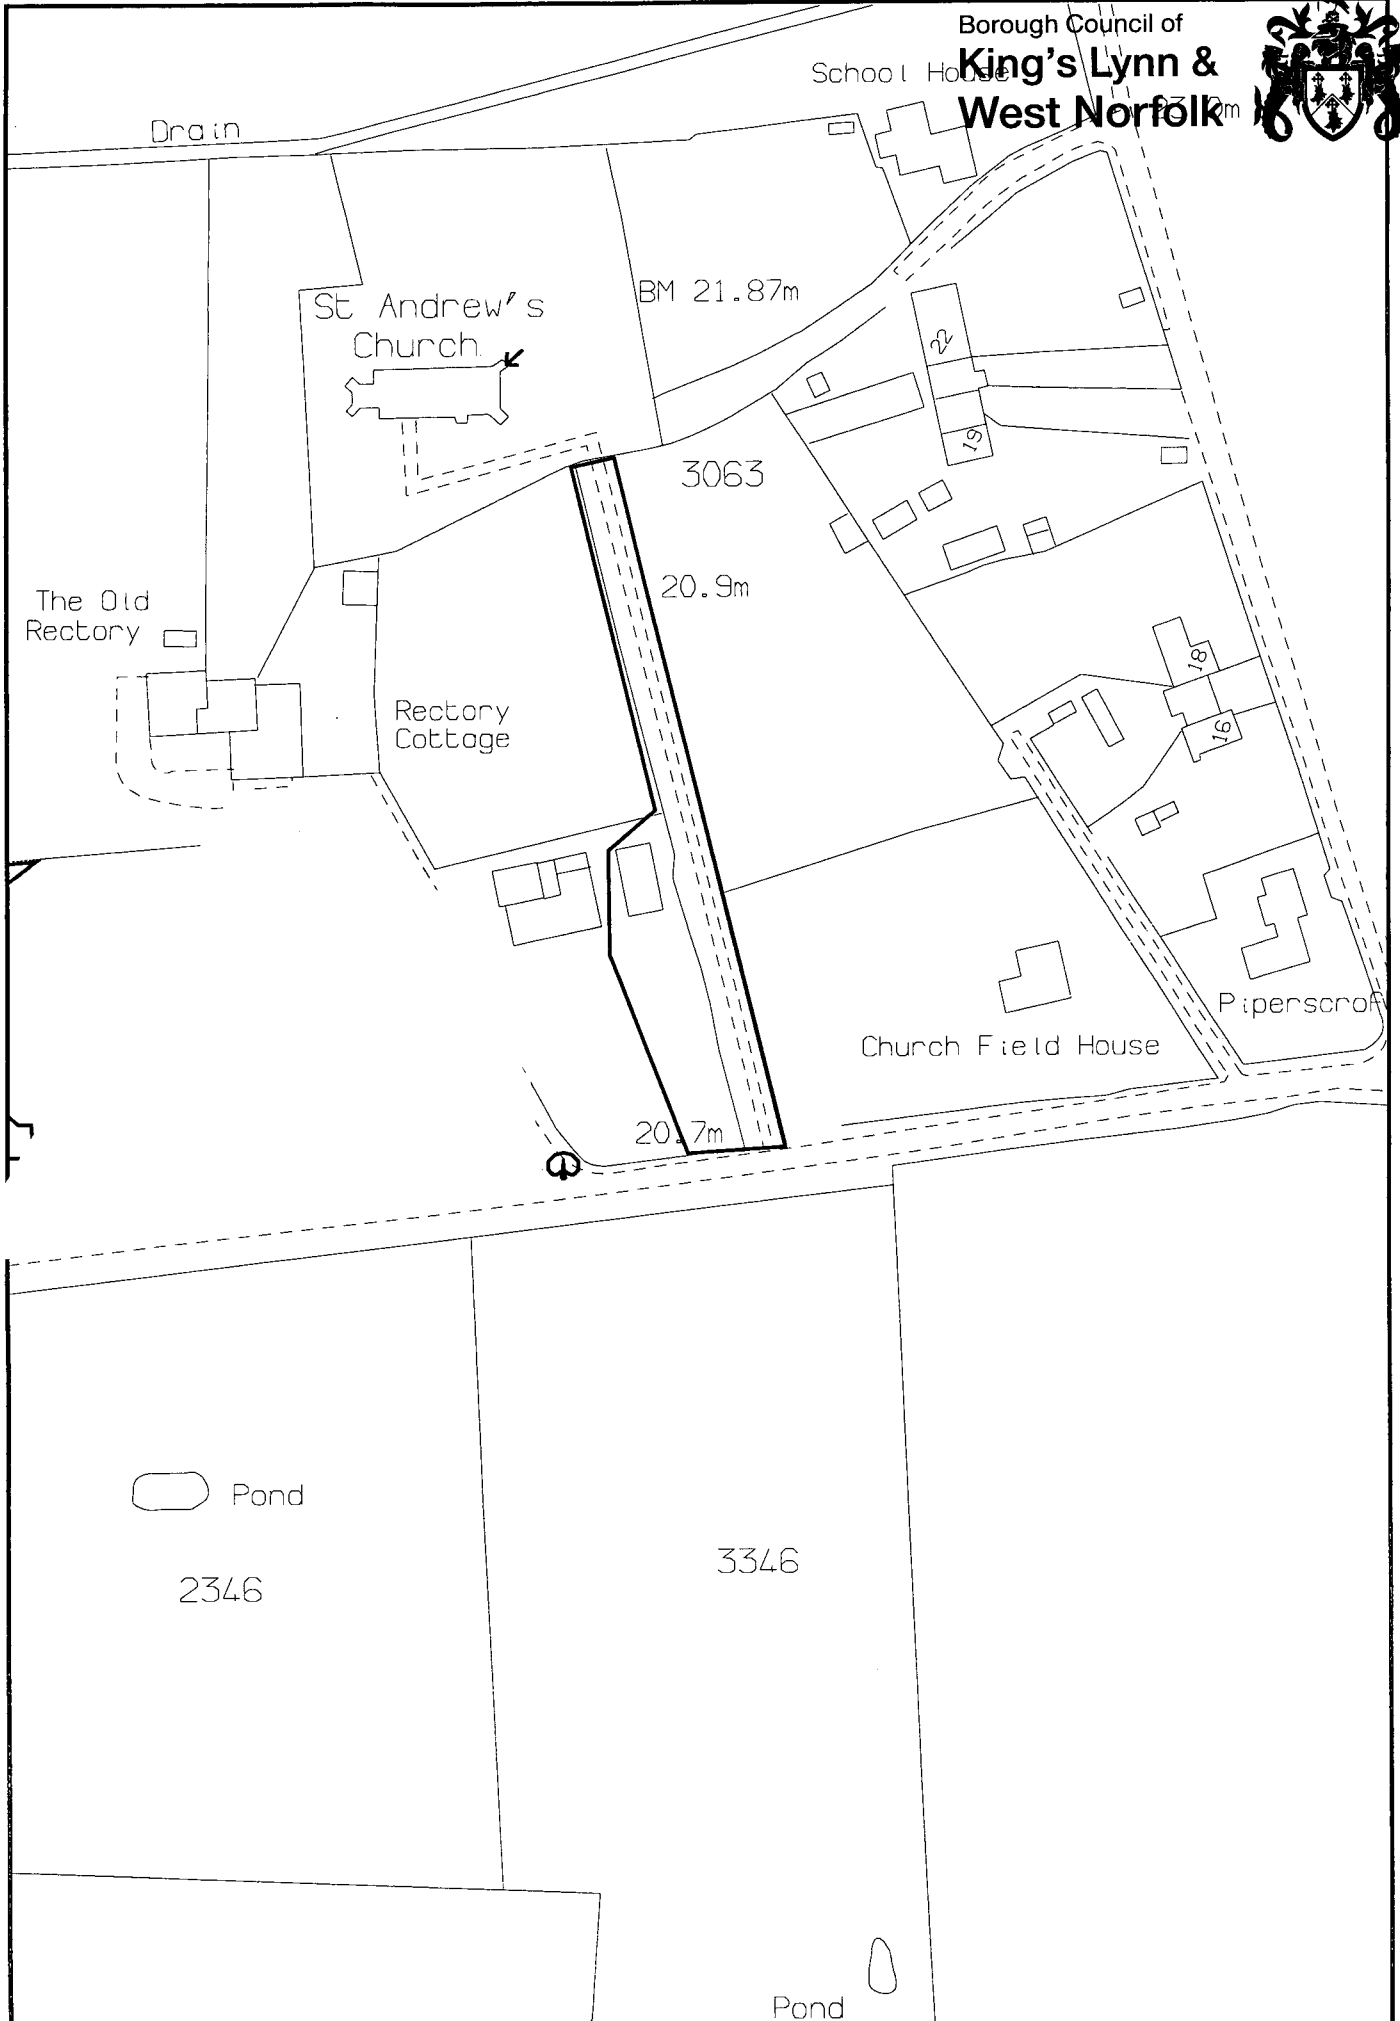 Borough Council of
King's Lynn &
West Norfolk
School House
Drain
St Andrew's
Church
BM 21.87m
22
19
3063
20.9m
The Old
Rectory
Rectory
Cottage
18
16
Piperscrof
Church Field House
20.7m
Pond
2346
3346
Pond